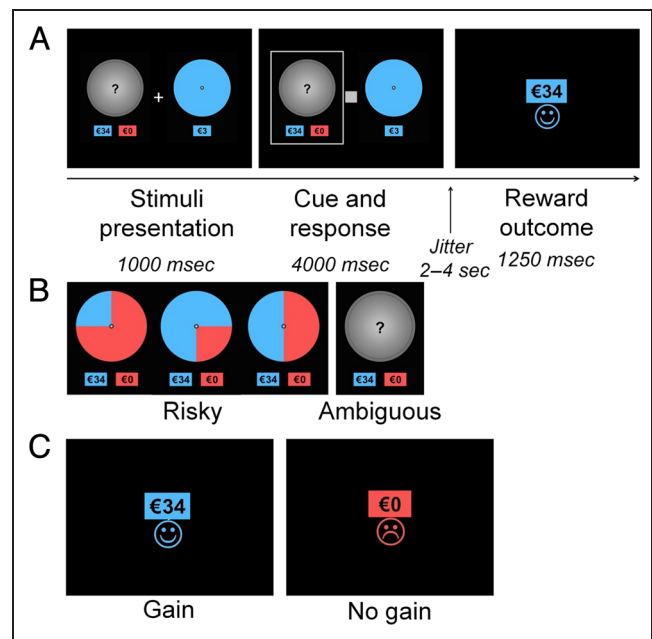 A
? + ?
€34 €0 €3 €34 €0 €3 €34
Stimuli presentation
Cue and response
Reward outcome
1000 msec
4000 msec
Jitter 2–4 sec
1250 msec
B
?
€34 €0 €34 €0 €34 €0 €34 €0
Risky Ambiguous
C
€34 €0
Gain No gain